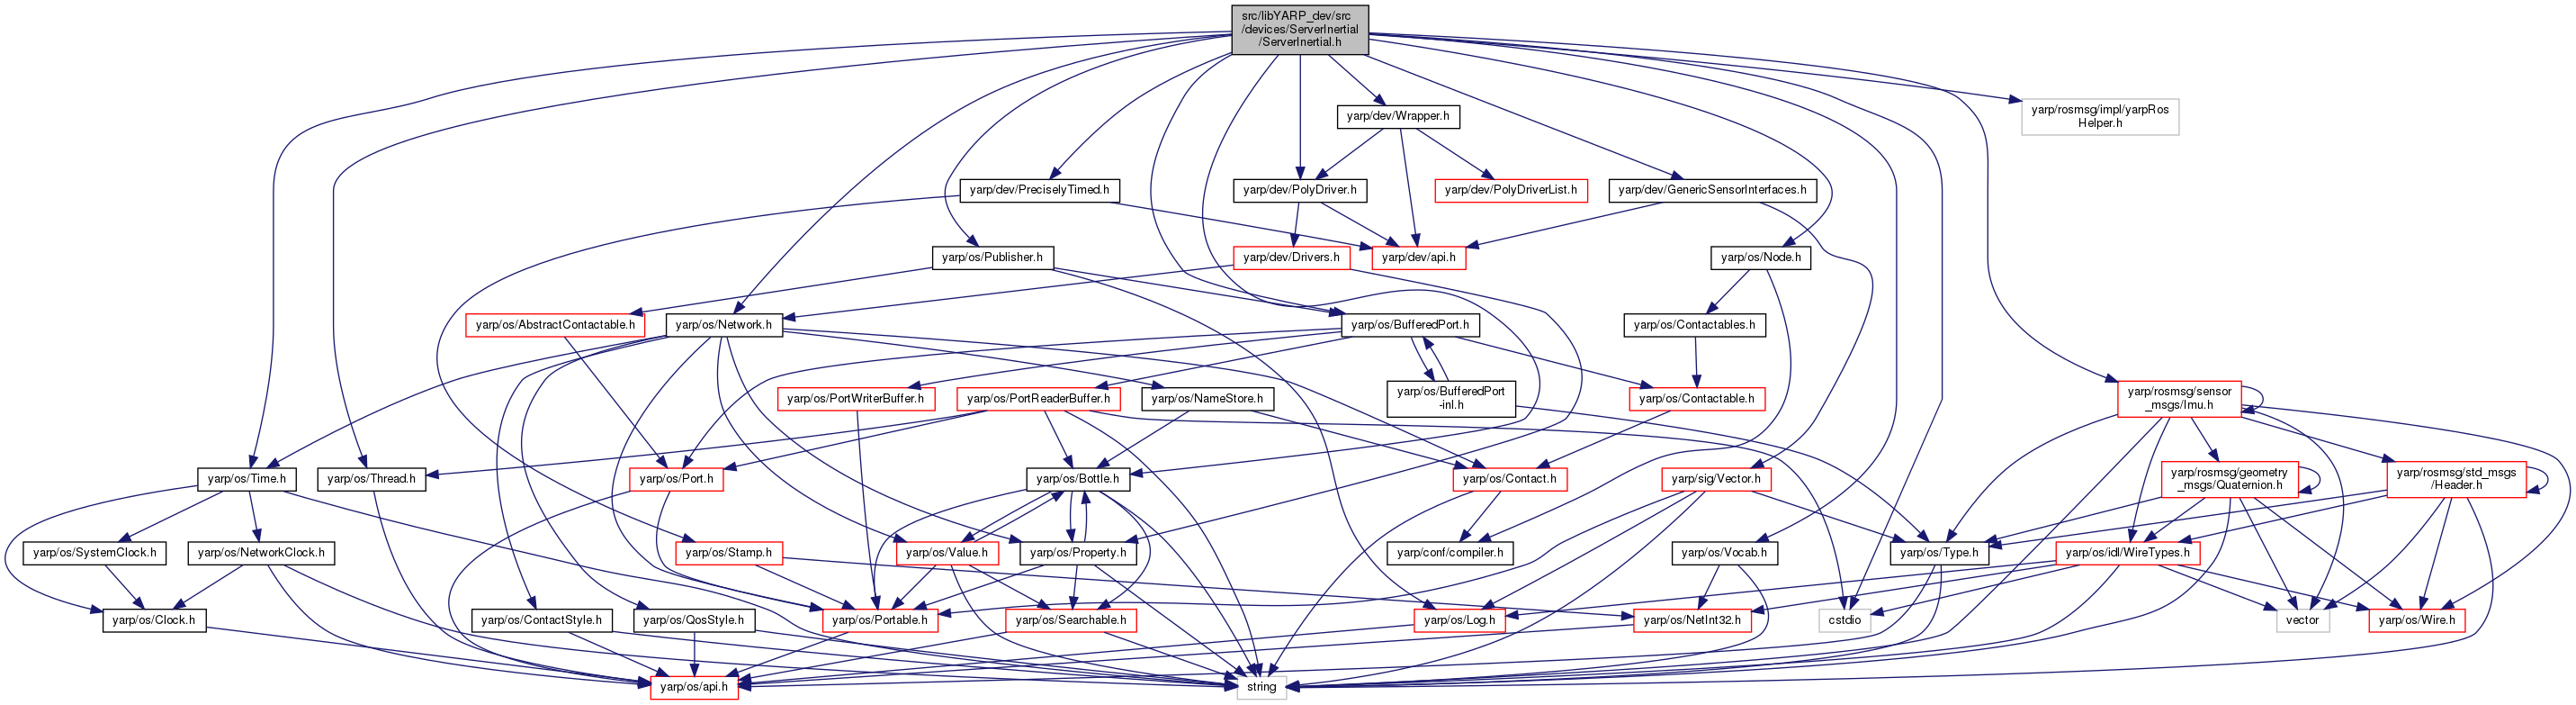 src/libYARP_dev/src
/devices/ServerInertial
/ServerInertial.h
yarp/rosmsg/impl/yarpRos
Helper.h
yarp/dev/Wrapper.h
yarp/dev/PreciselyTimed.h
yarp/dev/PolyDriver.h
yarp/dev/PolyDriverList.h
yarp/dev/GenericSensorInterfaces.h
yarp/os/Publisher.h
yarp/dev/Drivers.h
yarp/dev/api.h
yarp/os/Node.h
yarp/os/AbstractContactable.h
yarp/os/Network.h
yarp/os/BufferedPort.h
yarp/os/Contactables.h
yarp/os/PortWriterBuffer.h
yarp/os/PortReaderBuffer.h
yarp/os/NameStore.h
yarp/os/BufferedPort
-inl.h
yarp/os/Contactable.h
yarp/rosmsg/sensor
_msgs/Imu.h
yarp/os/Time.h
yarp/os/Thread.h
yarp/os/Port.h
yarp/os/Bottle.h
yarp/os/Contact.h
yarp/sig/Vector.h
yarp/rosmsg/geometry
_msgs/Quaternion.h
yarp/rosmsg/std_msgs
/Header.h
yarp/os/SystemClock.h
yarp/os/NetworkClock.h
yarp/os/Stamp.h
yarp/os/Value.h
yarp/os/Property.h
yarp/conf/compiler.h
yarp/os/Vocab.h
yarp/os/Type.h
yarp/os/idl/WireTypes.h
yarp/os/Clock.h
yarp/os/ContactStyle.h
yarp/os/QosStyle.h
yarp/os/Portable.h
yarp/os/Searchable.h
yarp/os/Log.h
yarp/os/NetInt32.h
cstdio
vector
yarp/os/Wire.h
yarp/os/api.h
string